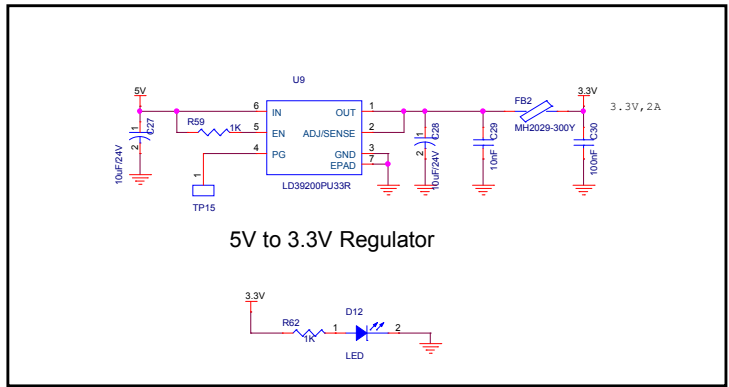 U9
5V
6 IN OUT 1
R59 1K 5 EN ADJ/SENSE 2
4 PG GND 3
EPAD 7
LD39200PU33R
1 2 C27
10uF/24V
1
TP15
1 2 C28
10uF/24V
C29
10nF
FB2
MH2029-300Y
3.3V
3.3V,2A
C30
100nF
5V to 3.3V Regulator
3.3V
R62
1K
D12
1 2
LED